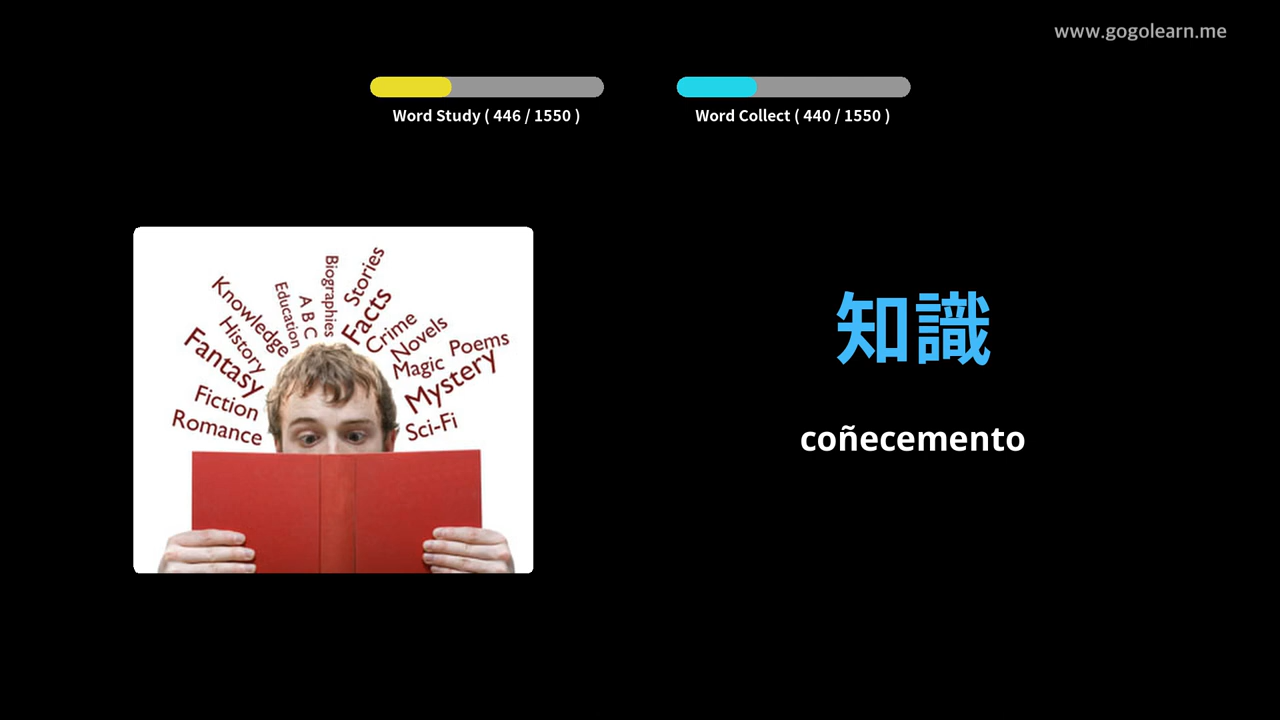 www.gogolearn.me
Word Study ( 446 / 1550 )
Word Collect ( 440 / 1550 )
Romance
Fiction
Fantasy
History
Knowledge
Education
A B C
Biographies
Stories
Facts
Crime
Novels
Magic
Poems
Mystery
Sci-Fi
知識
coñecemento